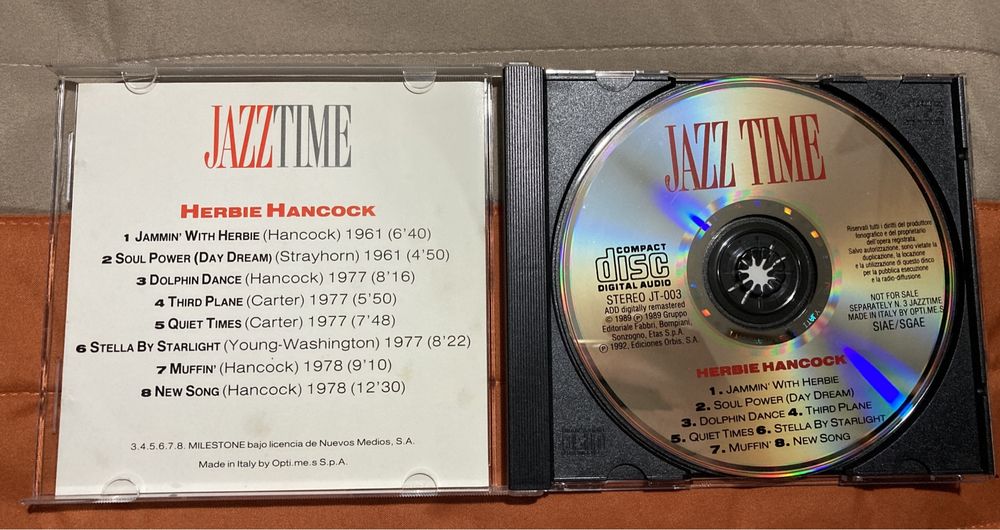 JAZZTIME
HERBIE HANCOCK
1 JAMMIN' WITH HERBIE (Hancock) 1961 (6'40)
2 SOUL POWER (DAY DREAM) (Strayhorn) 1961 (4'50)
3 DOLPHIN DANCE (Hancock) 1977 (8'16)
4 THIRD PLANE (Carter) 1977 (5'50)
5 QUIET TIMES (Carter) 1977 (7'48)
6 STELLA BY STARLIGHT (Young-Washington) 1977 (8'22)
7 MUFFIN' (Hancock) 1978 (9'10)
8 NEW SONG (Hancock) 1978 (12'30)
3.4.5.6.7.8. MILESTONE bajo licencia de Nuevos Medios, S.A.
Made in Italy by Opti.me.s S.p.A.
JAZZ TIME
COMPACT
disc
DIGITAL AUDIO
STEREO JT-003
ADD digitally remastered
© 1989 ℗ 1989 Gruppo
Editoriale Fabbri, Bompiani,
Sonzogno, Etas S.p.A.
℗ 1992, Ediciones Orbis, S.A.
Riservati tutti i diritti del produttore
fonografico e del proprietario
dell'opera registrata.
Salvo autorizzazione, sono vietate la
duplicazione, la locazione
e la utilizzazione di questo disco
per la pubblica esecuzione
e la radio-diffusione.
NOT FOR SALE
SEPARATELY N. 3 JAZZTIME
MADE IN ITALY BY OPTI.ME.S
SIAE/SGAE
HERBIE HANCOCK
1. JAMMIN' WITH HERBIE
2. SOUL POWER (DAY DREAM)
3. DOLPHIN DANCE 4. THIRD PLANE
5. QUIET TIMES 6. STELLA BY STARLIGHT
7. MUFFIN' 8. NEW SONG